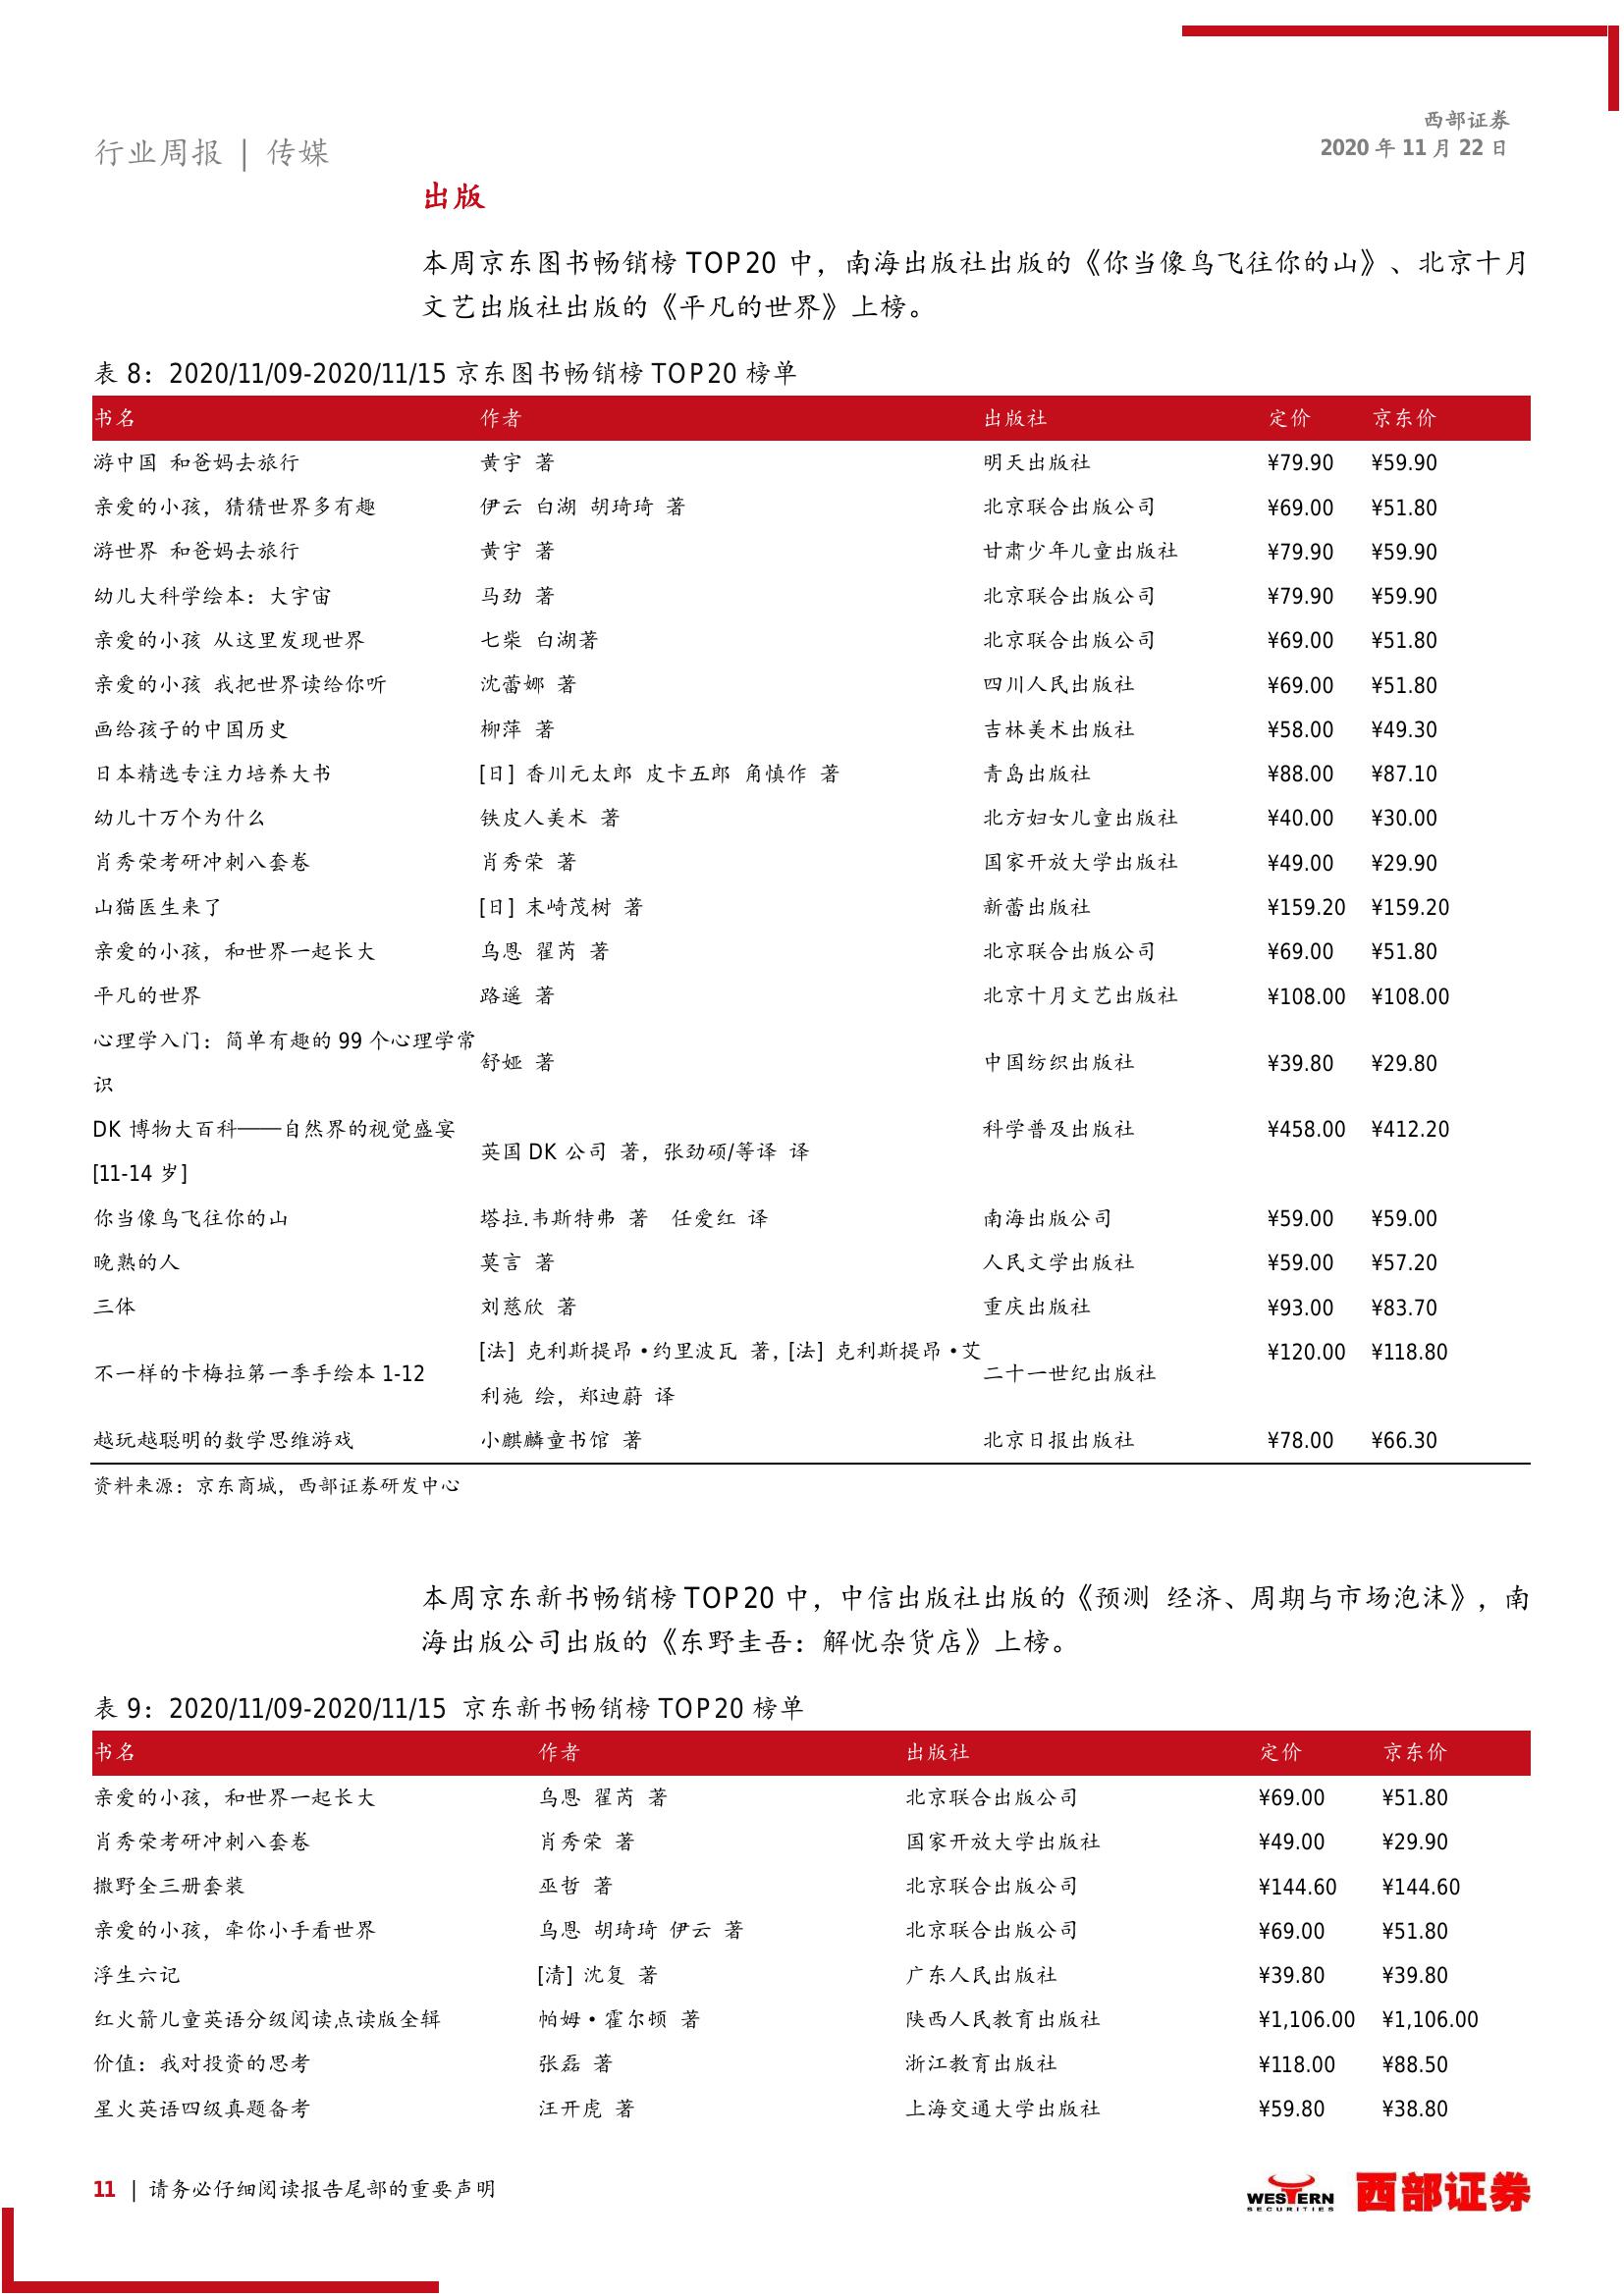 西部证券
行业周报 | 传媒
2020 年 11 月 22 日
出版
本周京东图书畅销榜 TOP20 中，南海出版社出版的《你当像鸟飞往你的山》、北京十月
文艺出版社出版的《平凡的世界》上榜。
表 8：2020/11/09-2020/11/15 京东图书畅销榜 TOP20 榜单
书名 作者 出版社 定价 京东价
游中国 和爸妈去旅行 黄宇 著 明天出版社 ¥79.90 ¥59.90
亲爱的小孩，猜猜世界多有趣 伊云 白湖 胡琦琦 著 北京联合出版公司 ¥69.00 ¥51.80
游世界 和爸妈去旅行 黄宇 著 甘肃少年儿童出版社 ¥79.90 ¥59.90
幼儿大科学绘本：大宇宙 马劲 著 北京联合出版公司 ¥79.90 ¥59.90
亲爱的小孩 从这里发现世界 七柴 白湖著 北京联合出版公司 ¥69.00 ¥51.80
亲爱的小孩 我把世界读给你听 沈蕾娜 著 四川人民出版社 ¥69.00 ¥51.80
画给孩子的中国历史 柳萍 著 吉林美术出版社 ¥58.00 ¥49.30
日本精选专注力培养大书 [日] 香川元太郎 皮卡五郎 角慎作 著 青岛出版社 ¥88.00 ¥87.10
幼儿十万个为什么 铁皮人美术 著 北方妇女儿童出版社 ¥40.00 ¥30.00
肖秀荣考研冲刺八套卷 肖秀荣 著 国家开放大学出版社 ¥49.00 ¥29.90
山猫医生来了 [日] 末崎茂树 著 新蕾出版社 ¥159.20 ¥159.20
亲爱的小孩，和世界一起长大 乌恩 翟芮 著 北京联合出版公司 ¥69.00 ¥51.80
平凡的世界 路遥 著 北京十月文艺出版社 ¥108.00 ¥108.00
心理学入门：简单有趣的 99 个心理学常
识 舒娅 著 中国纺织出版社 ¥39.80 ¥29.80
DK 博物大百科——自然界的视觉盛宴 科学普及出版社 ¥458.00 ¥412.20
[11-14 岁] 英国 DK 公司 著，张劲硕/等译 译
你当像鸟飞往你的山 塔拉.韦斯特弗 著 任爱红 译 南海出版公司 ¥59.00 ¥59.00
晚熟的人 莫言 著 人民文学出版社 ¥59.00 ¥57.20
三体 刘慈欣 著 重庆出版社 ¥93.00 ¥83.70
[法] 克利斯提昂·约里波瓦 著，[法] 克利斯提昂·艾 ¥120.00 ¥118.80
不一样的卡梅拉第一季手绘本 1-12 二十一世纪出版社
利施 绘，郑迪蔚 译
越玩越聪明的数学思维游戏 小麒麟童书馆 著 北京日报出版社 ¥78.00 ¥66.30
资料来源：京东商城，西部证券研发中心
本周京东新书畅销榜 TOP20 中，中信出版社出版的《预测 经济、周期与市场泡沫》，南
海出版公司出版的《东野圭吾：解忧杂货店》上榜。
表 9：2020/11/09-2020/11/15 京东新书畅销榜 TOP20 榜单
书名 作者 出版社 定价 京东价
亲爱的小孩，和世界一起长大 乌恩 翟芮 著 北京联合出版公司 ¥69.00 ¥51.80
肖秀荣考研冲刺八套卷 肖秀荣 著 国家开放大学出版社 ¥49.00 ¥29.90
撒野全三册套装 巫哲 著 北京联合出版公司 ¥144.60 ¥144.60
亲爱的小孩，牵你小手看世界 乌恩 胡琦琦 伊云 著 北京联合出版公司 ¥69.00 ¥51.80
浮生六记 [清] 沈复 著 广东人民出版社 ¥39.80 ¥39.80
红火箭儿童英语分级阅读点读版全辑 帕姆·霍尔顿 著 陕西人民教育出版社 ¥1,106.00 ¥1,106.00
价值：我对投资的思考 张磊 著 浙江教育出版社 ¥118.00 ¥88.50
星火英语四级真题备考 汪开虎 著 上海交通大学出版社 ¥59.80 ¥38.80
11 | 请务必仔细阅读报告尾部的重要声明
WESTERN
SECURITIES
西部证券